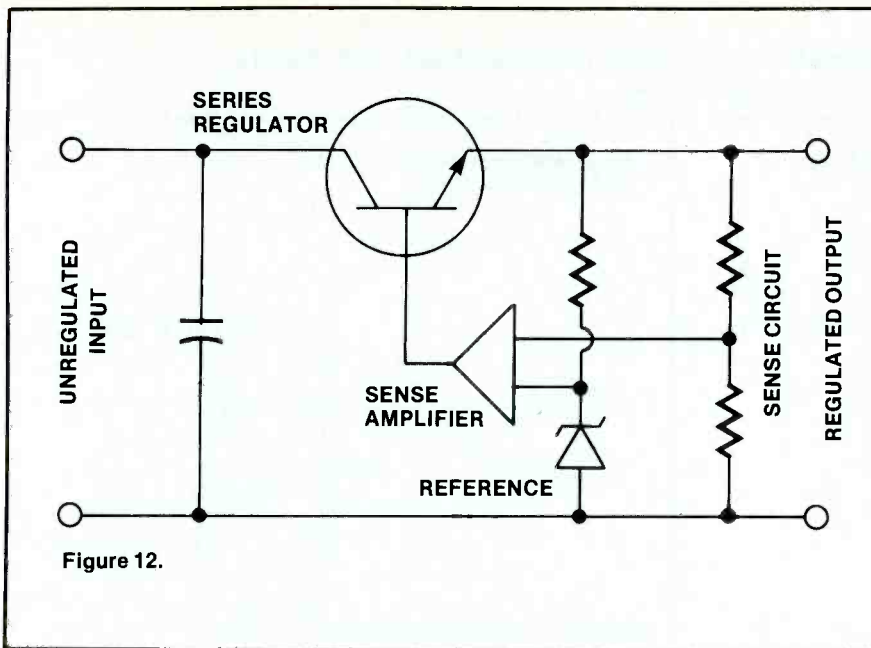 SERIES
REGULATOR
UNREGULATED
INPUT
SENSE
AMPLIFIER
REFERENCE
SENSE CIRCUIT
REGULATED OUTPUT
Figure 12.